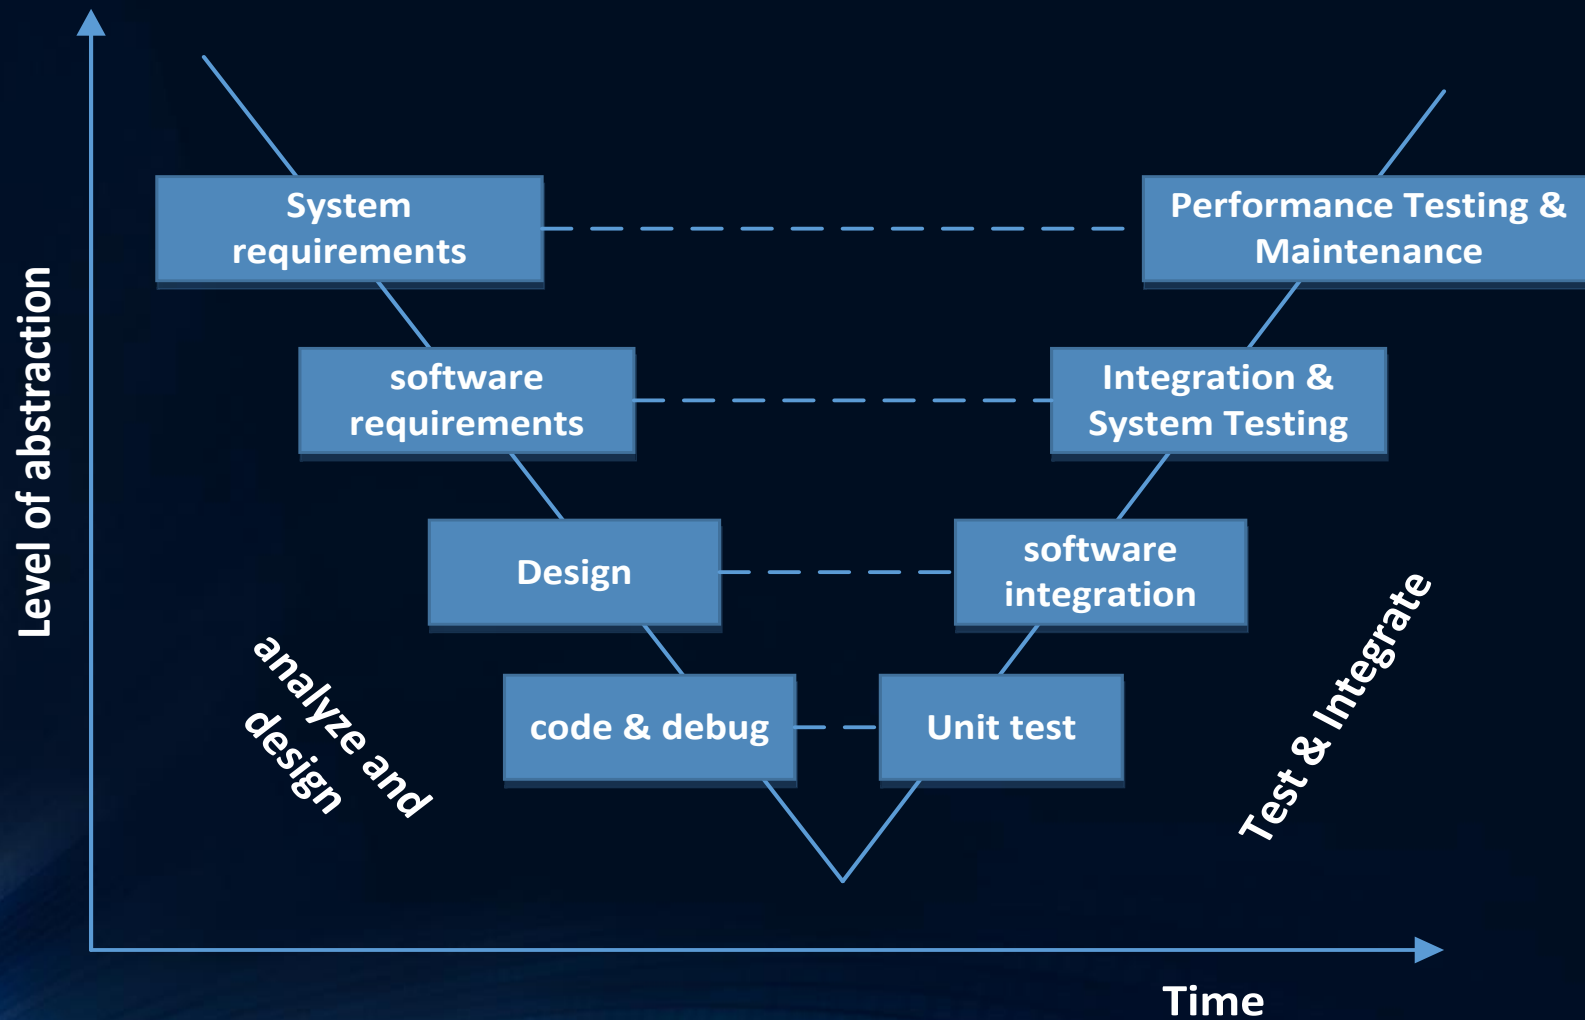 System
requirements
Performance Testing &
Maintenance
software
requirements
Integration &
System Testing
Level of abstraction
Design
software
integration
analyze and
design
code & debug
Unit test
Test & Integrate
Time